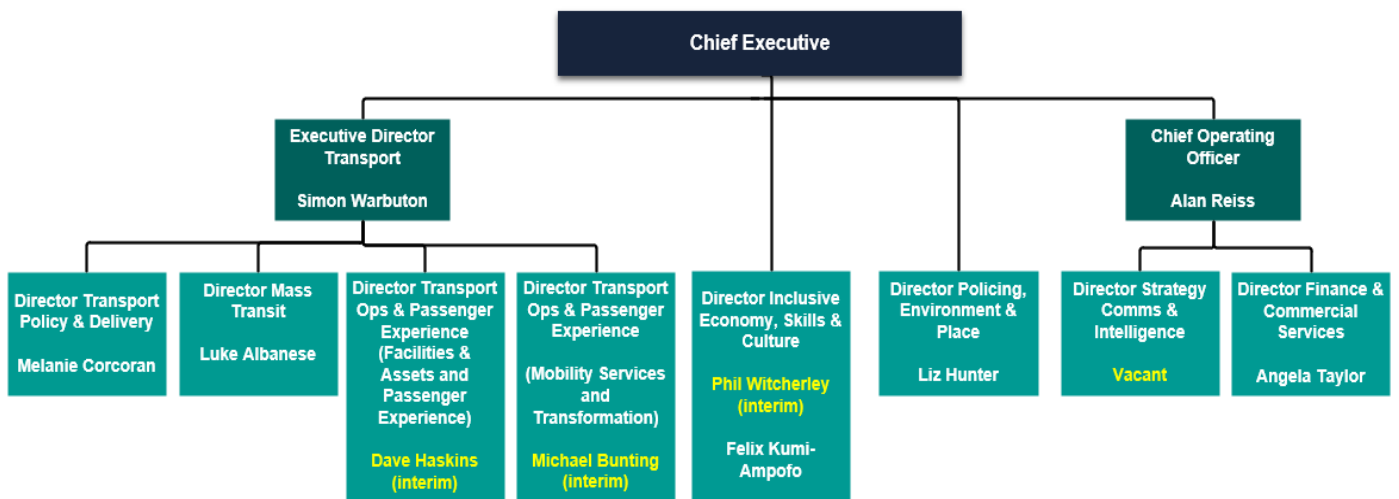 Chief Executive
Executive Director
Transport
Simon Warbuton
Chief Operating
Officer
Alan Reiss
Director Transport
Policy & Delivery
Melanie Corcoran
Director Mass
Transit
Luke Albanese
Director Transport
Ops & Passenger
Experience
(Facilities &
Assets and
Passenger
Experience)
Dave Haskins
(interim)
Director Transport
Ops & Passenger
Experience
(Mobility Services
and
Transformation)
Michael Bunting
(interim)
Director Inclusive
Economy, Skills &
Culture
Phil Witcherley
(interim)
Felix Kumi-
Ampofo
Director Policing,
Environment &
Place
Liz Hunter
Director Strategy
Comms &
Intelligence
Vacant
Director Finance &
Commercial
Services
Angela Taylor